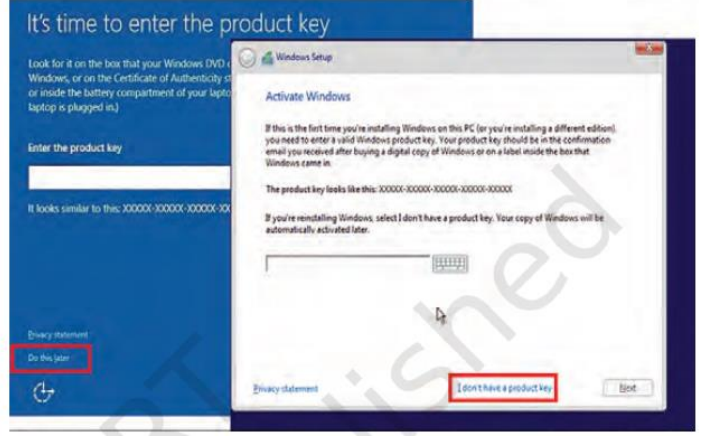 It's time to enter the product key
Look for it on the box that your Windows DVD
Windows, or on the Certificate of Authenticity st
or inside the battery compartment of your lapto
laptop is plugged in.)
Enter the product key
It looks similar to this: XXXXX-XXXXX-XXXXX-XX
Privacy statement
Do this later
Windows Setup
Activate Windows
If this is the first time you're installing Windows on this PC (or you're installing a different edition),
you need to enter a valid Windows product key. Your product key should be in the confirmation
email you received after buying a digital copy of Windows or on a label inside the box that
Windows came in.
The product key looks like this: XXXXX-XXXXX-XXXXX-XXXXX-XXXXX
If you're reinstalling Windows, select I don't have a product key. Your copy of Windows will be
automatically activated later.
Privacy statement
I don't have a product key
Next